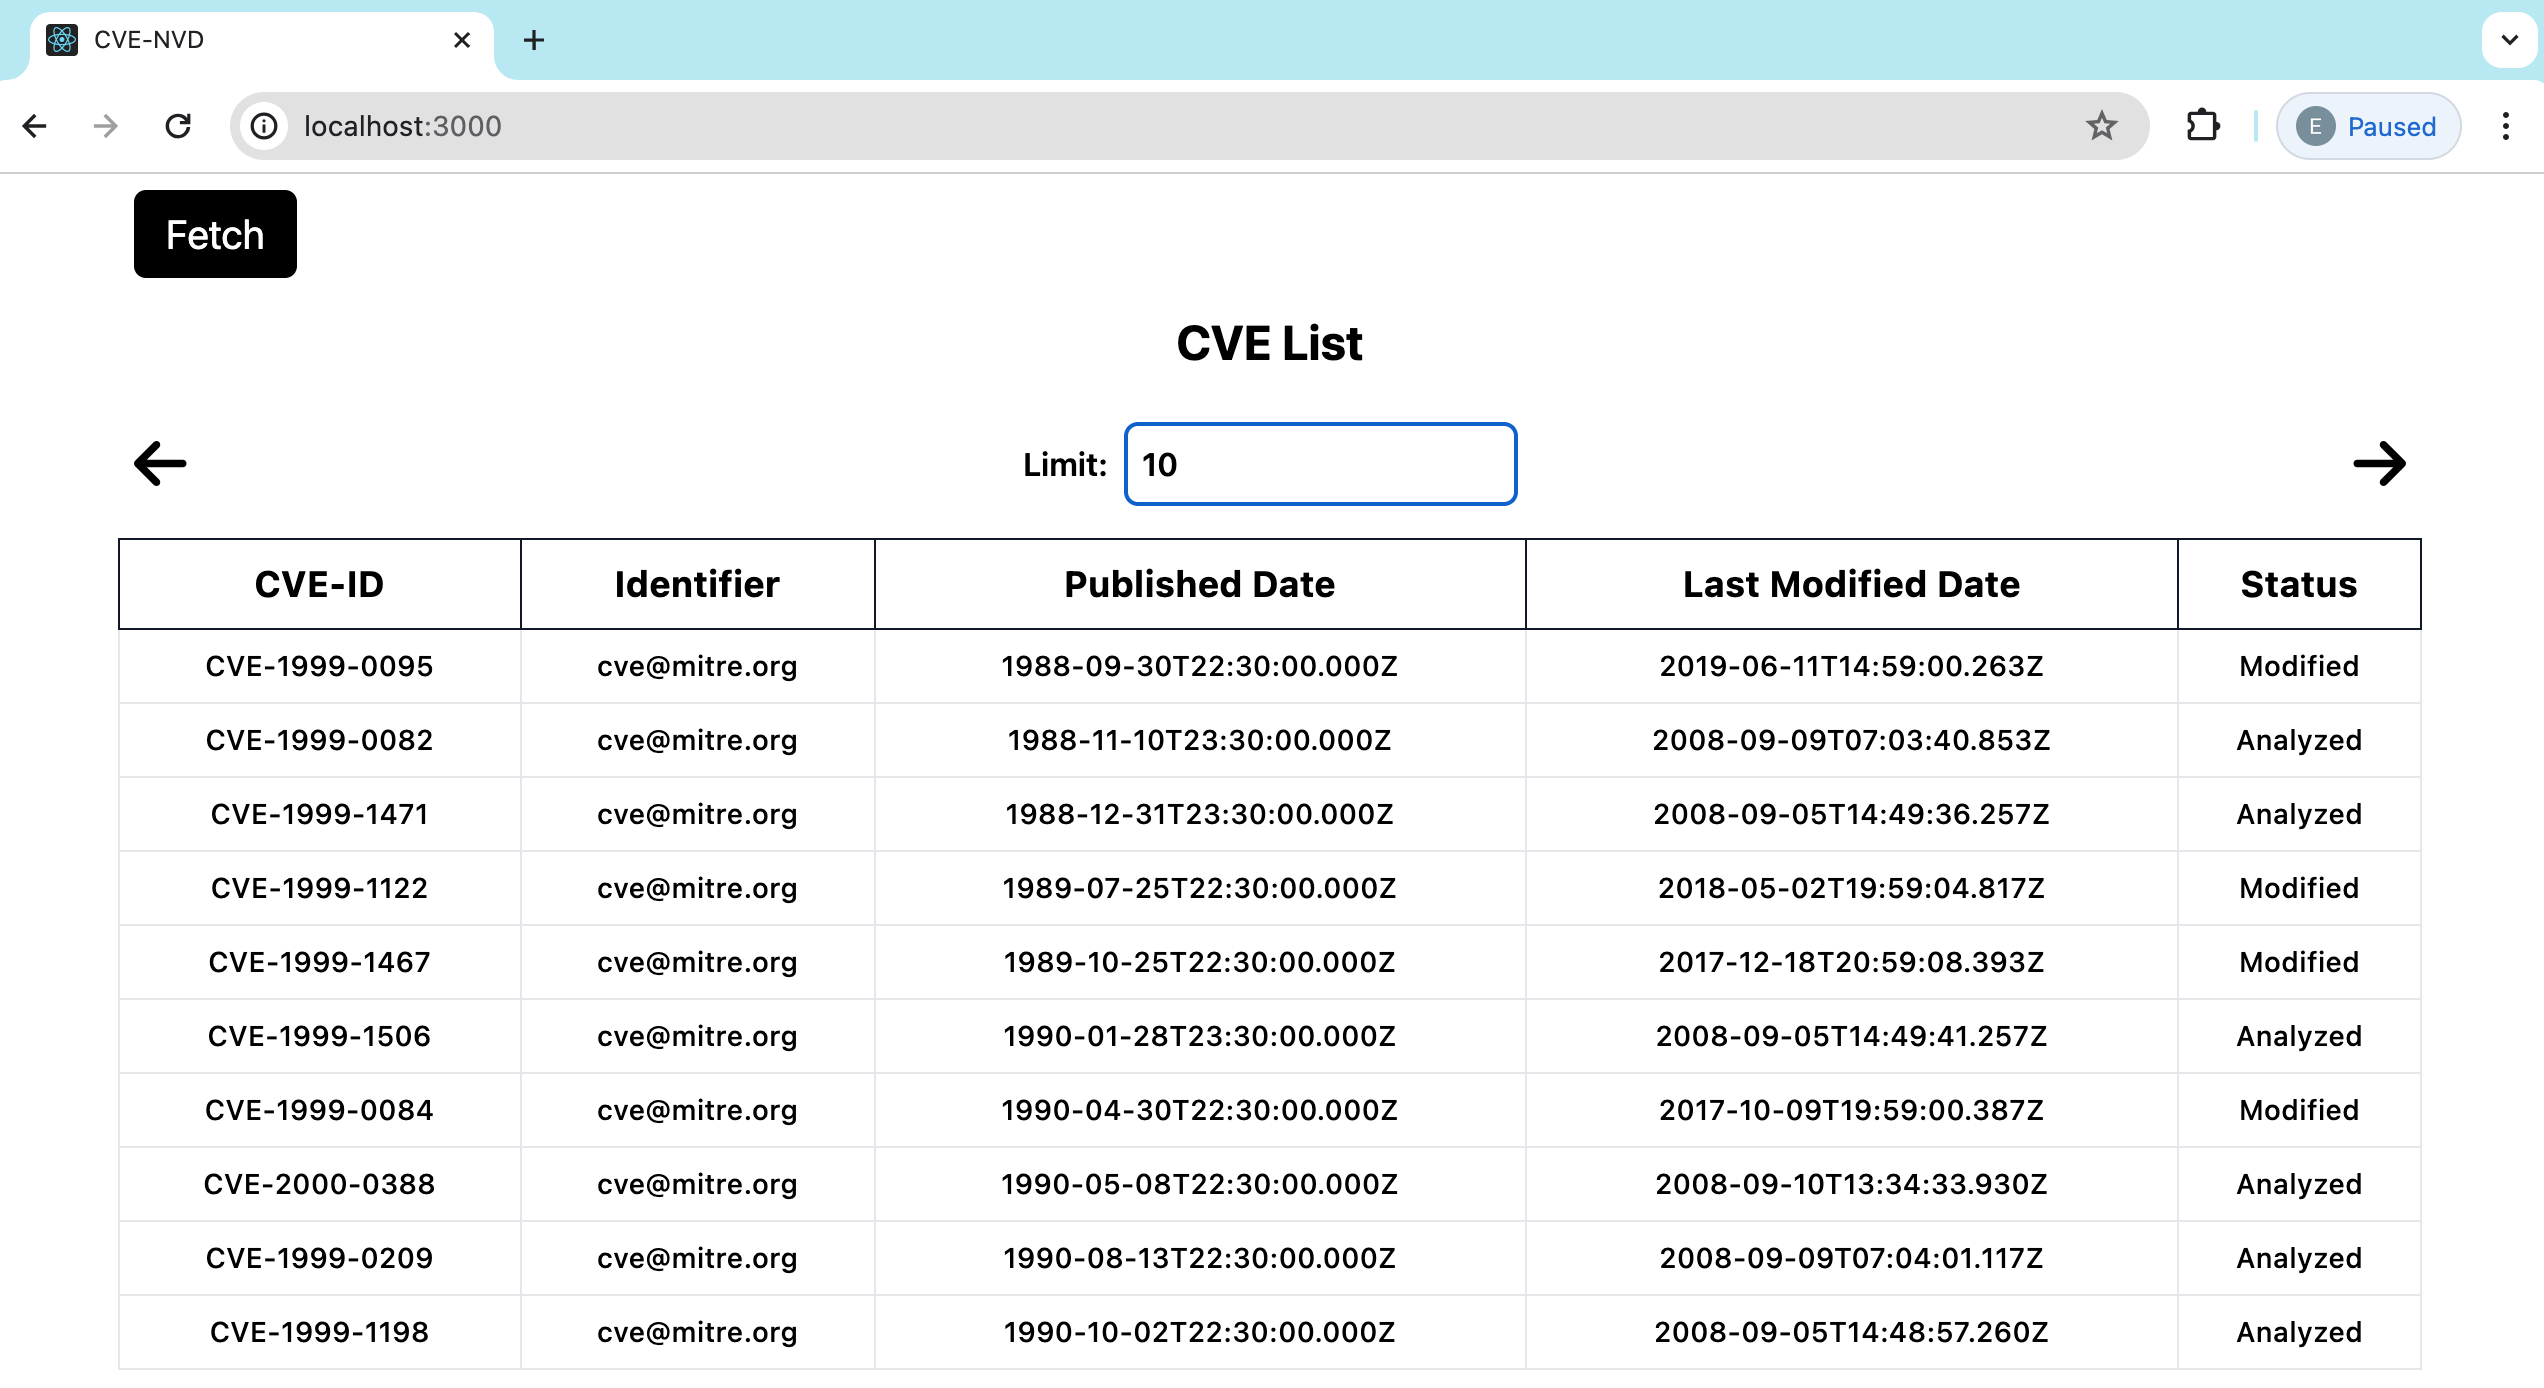 CVE-NVD
localhost:3000
E Paused
Fetch
CVE List
Limit: 10
CVE-ID Identifier Published Date Last Modified Date Status
CVE-1999-0095 cve@mitre.org 1988-09-30T22:30:00.000Z 2019-06-11T14:59:00.263Z Modified
CVE-1999-0082 cve@mitre.org 1988-11-10T23:30:00.000Z 2008-09-09T07:03:40.853Z Analyzed
CVE-1999-1471 cve@mitre.org 1988-12-31T23:30:00.000Z 2008-09-05T14:49:36.257Z Analyzed
CVE-1999-1122 cve@mitre.org 1989-07-25T22:30:00.000Z 2018-05-02T19:59:04.817Z Modified
CVE-1999-1467 cve@mitre.org 1989-10-25T22:30:00.000Z 2017-12-18T20:59:08.393Z Modified
CVE-1999-1506 cve@mitre.org 1990-01-28T23:30:00.000Z 2008-09-05T14:49:41.257Z Analyzed
CVE-1999-0084 cve@mitre.org 1990-04-30T22:30:00.000Z 2017-10-09T19:59:00.387Z Modified
CVE-2000-0388 cve@mitre.org 1990-05-08T22:30:00.000Z 2008-09-10T13:34:33.930Z Analyzed
CVE-1999-0209 cve@mitre.org 1990-08-13T22:30:00.000Z 2008-09-09T07:04:01.117Z Analyzed
CVE-1999-1198 cve@mitre.org 1990-10-02T22:30:00.000Z 2008-09-05T14:48:57.260Z Analyzed